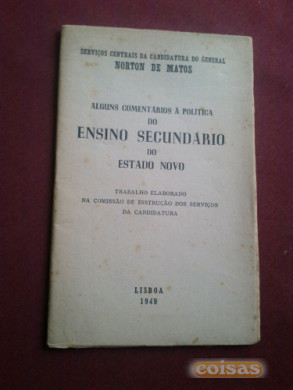 SERVIÇOS CENTRAIS DA CANDIDATURA DO GENERAL
NORTON DE MATOS
ALGUNS COMENTÁRIOS À POLÍTICA
DO
ENSINO SECUNDÁRIO
DO
ESTADO NOVO
TRABALHO ELABORADO
NA COMISSÃO DE INSTRUÇÃO DOS SERVIÇOS
DA CANDIDATURA
LISBOA
1948
coisas